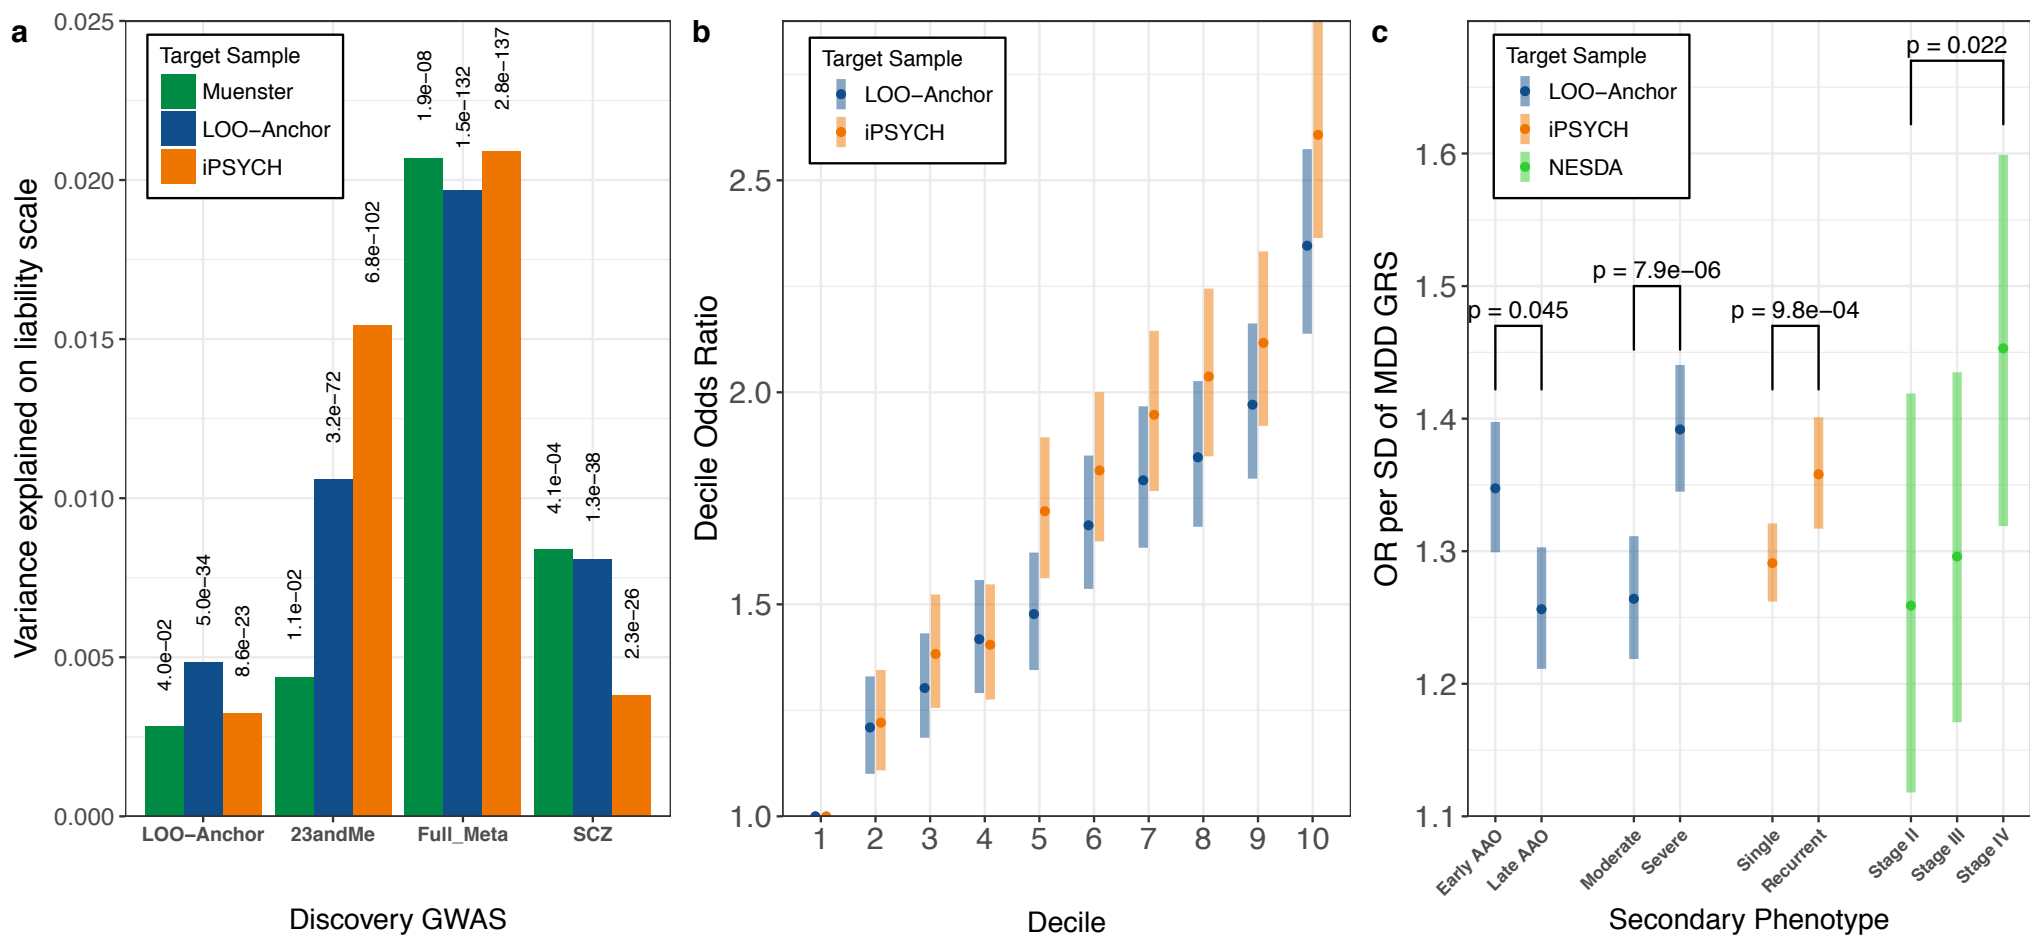 a
Variance explained on liability scale
0.025
0.020
0.015
0.010
0.005
0.000
Target Sample
Muenster
LOO−Anchor
iPSYCH
4.0e−02
5.0e−34
8.6e−23
1.1e−02
3.2e−72
6.8e−102
1.9e−08
1.5e−132
2.8e−137
4.1e−04
1.3e−38
2.3e−26
LOO−Anchor
23andMe
Full_Meta
SCZ
Discovery GWAS
b
Decile Odds Ratio
2.5
2.0
1.5
1.0
Target Sample
LOO−Anchor
iPSYCH
1
2
3
4
5
6
7
8
9
10
Decile
c
OR per SD of MDD GRS
1.6
1.5
1.4
1.3
1.2
1.1
Target Sample
LOO−Anchor
iPSYCH
NESDA
p = 0.045
p = 7.9e−06
p = 9.8e−04
p = 0.022
Early AAO
Late AAO
Moderate
Severe
Single
Recurrent
Stage II
Stage III
Stage IV
Secondary Phenotype